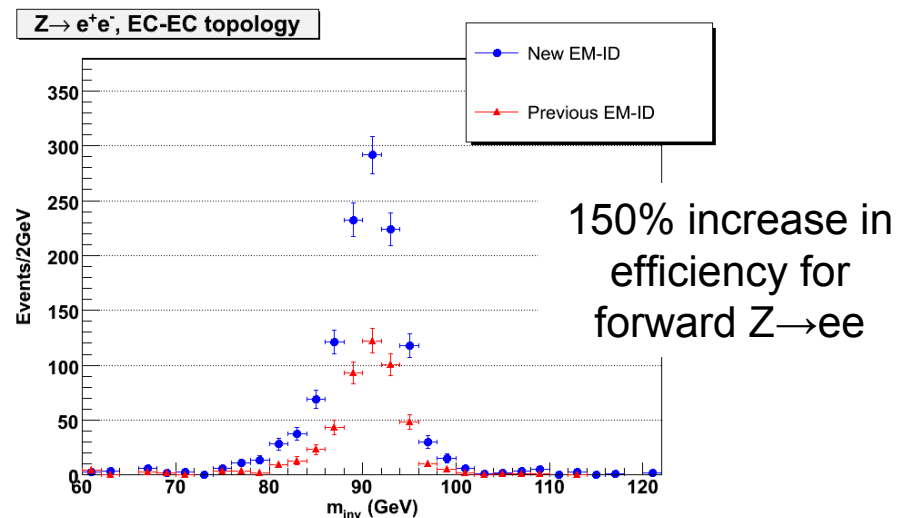 Z→ e⁺e⁻, EC-EC topology
New EM-ID
Previous EM-ID
Events/2GeV
350
300
250
200
150
100
50
0
60 70 80 90 100 110 120
m_inv (GeV)
150% increase in
efficiency for
forward Z→ee